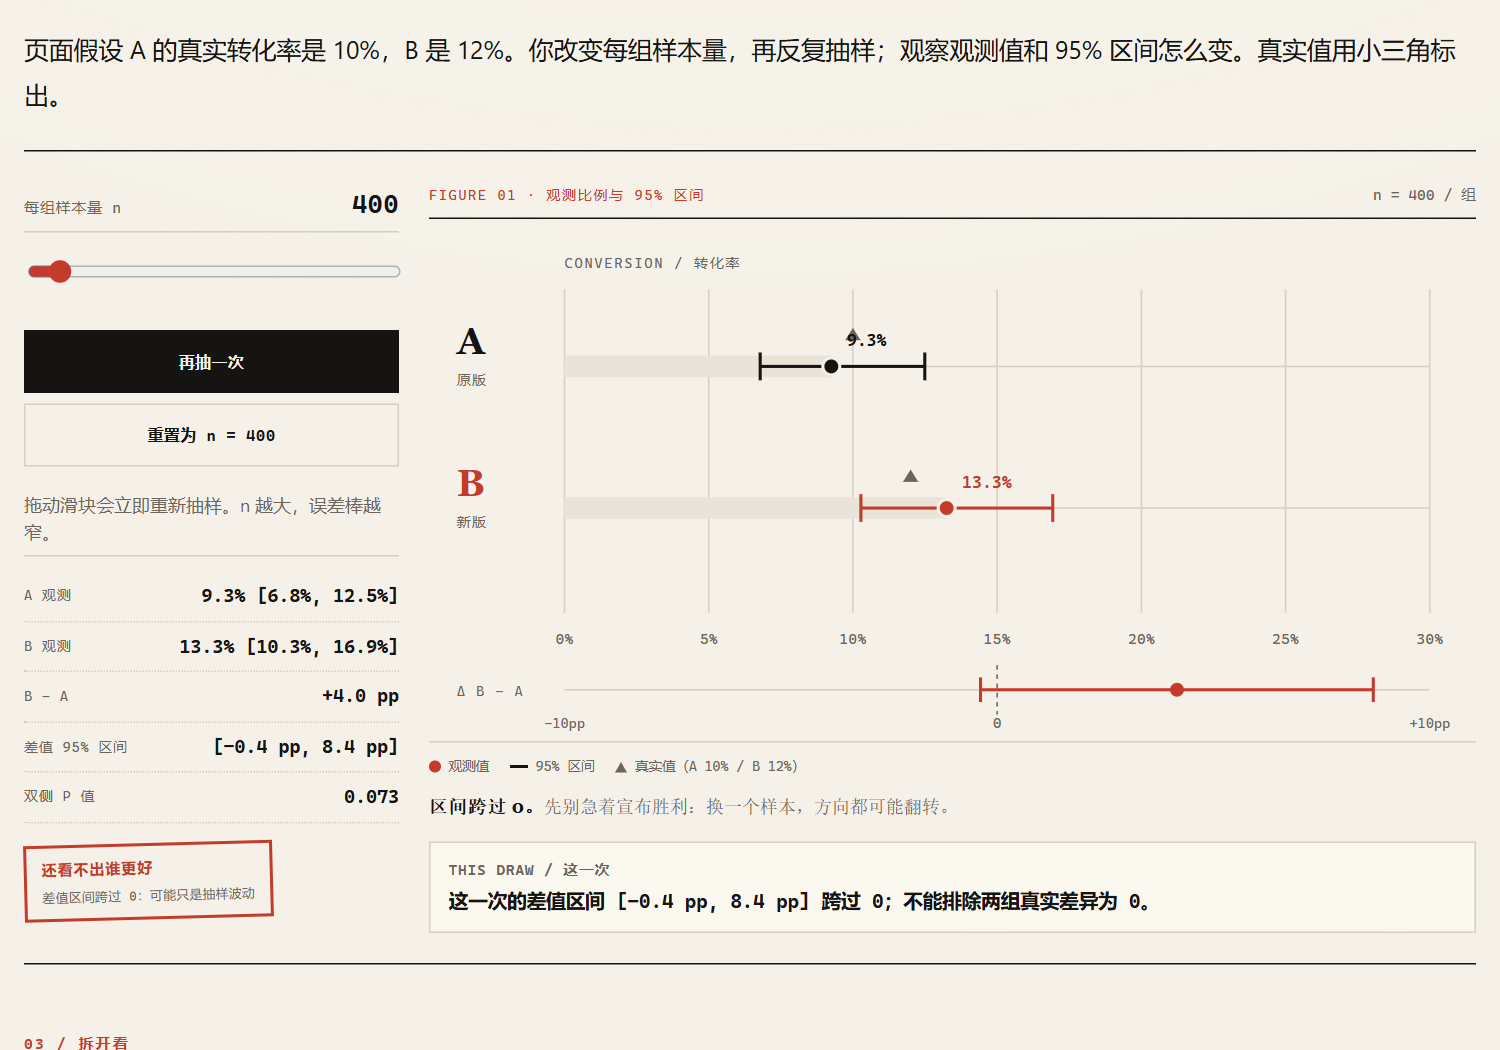 页面假设 A 的真实转化率是 10%，B 是 12%。你改变每组样本量，再反复抽样；观察观测值和 95% 区间怎么变。真实值用小三角标
出。
每组样本量 n
400
再抽一次
重置为 n = 400
拖动滑块会立即重新抽样。n 越大，误差棒越
窄。
A 观测
9.3% [6.8%, 12.5%]
B 观测
13.3% [10.3%, 16.9%]
B − A
+4.0 pp
差值 95% 区间
[−0.4 pp, 8.4 pp]
双侧 P 值
0.073
还看不出谁更好
差值区间跨过 0：可能只是抽样波动
FIGURE 01 · 观测比例与 95% 区间
n = 400 / 组
CONVERSION / 转化率
A
原版
9.3%
B
新版
13.3%
0%
5%
10%
15%
20%
25%
30%
Δ B − A
−10pp
0
+10pp
观测值
95% 区间
真实值（A 10% / B 12%）
区间跨过 0。先别急着宣布胜利：换一个样本，方向都可能翻转。
THIS DRAW / 这一次
这一次的差值区间 [−0.4 pp, 8.4 pp] 跨过 0；不能排除两组真实差异为 0。
03 / 拆开看